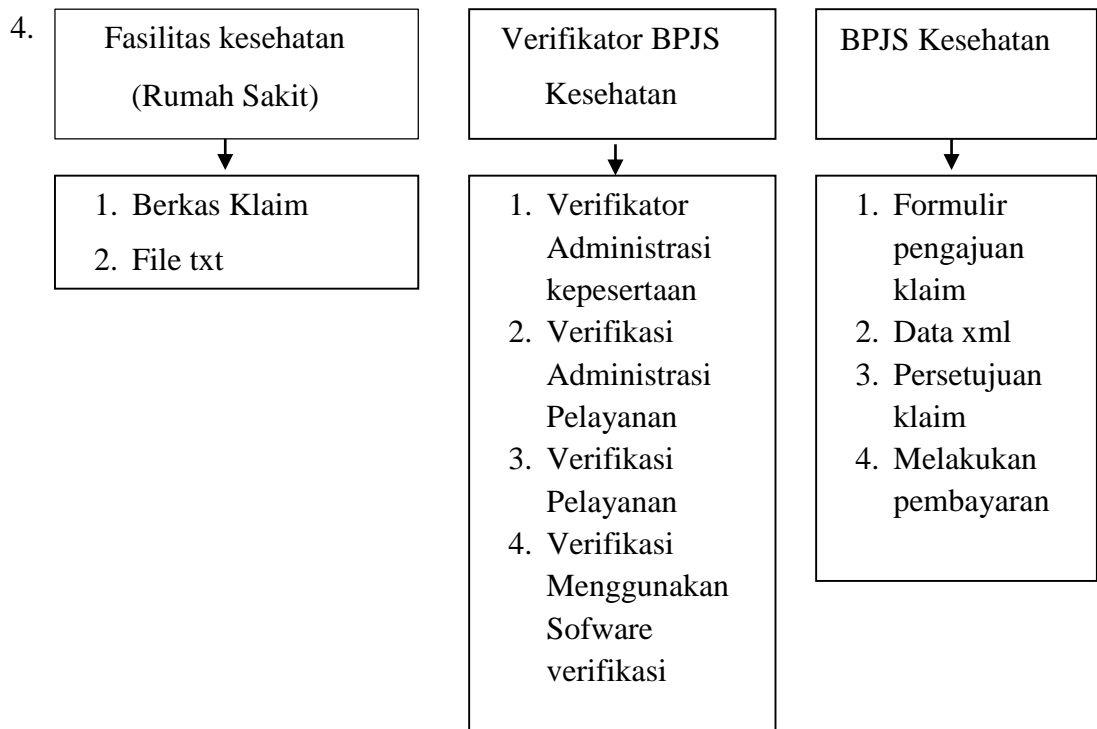 4.
Fasilitas kesehatan
(Rumah Sakit)
Verifikator BPJS
Kesehatan
BPJS Kesehatan
1. Berkas Klaim
2. File txt
1. Verifikator
Administrasi
kepesertaan
2. Verifikasi
Administrasi
Pelayanan
3. Verifikasi
Pelayanan
4. Verifikasi
Menggunakan
Sofware
verifikasi
1. Formulir
pengajuan
klaim
2. Data xml
3. Persetujuan
klaim
4. Melakukan
pembayaran